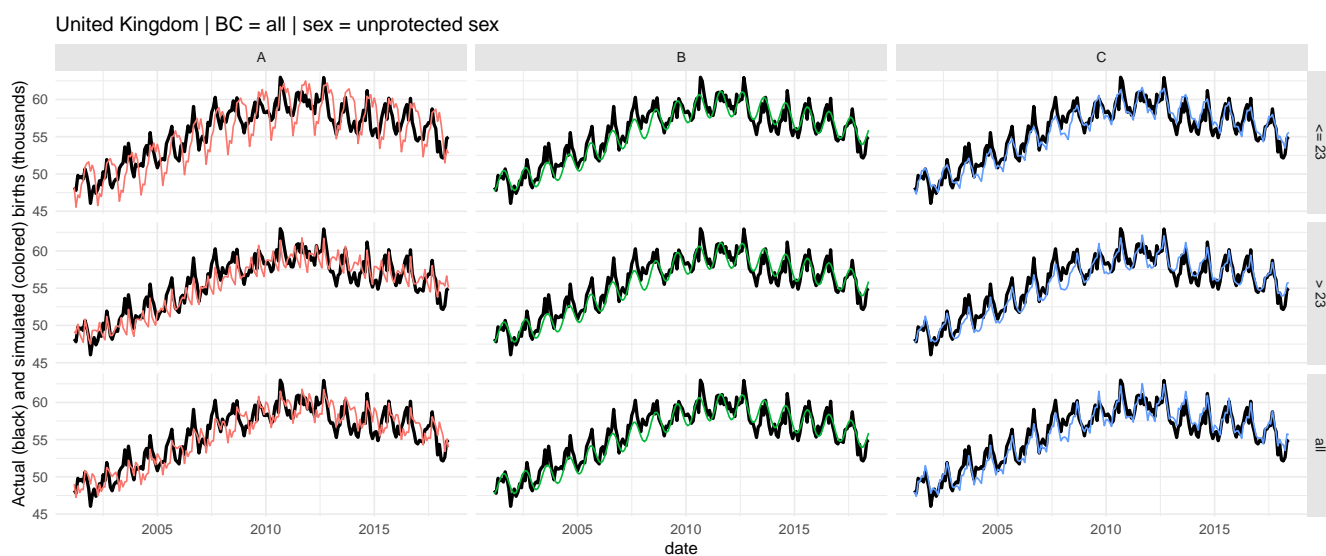 United Kingdom | BC = all | sex = unprotected sex
A B C
Actual (black) and simulated (colored) births (thousands)
60
55
50
45
<= 23
60
55
50
45
> 23
60
55
50
45
all
2005 2010 2015 2005 2010 2015 2005 2010 2015
date